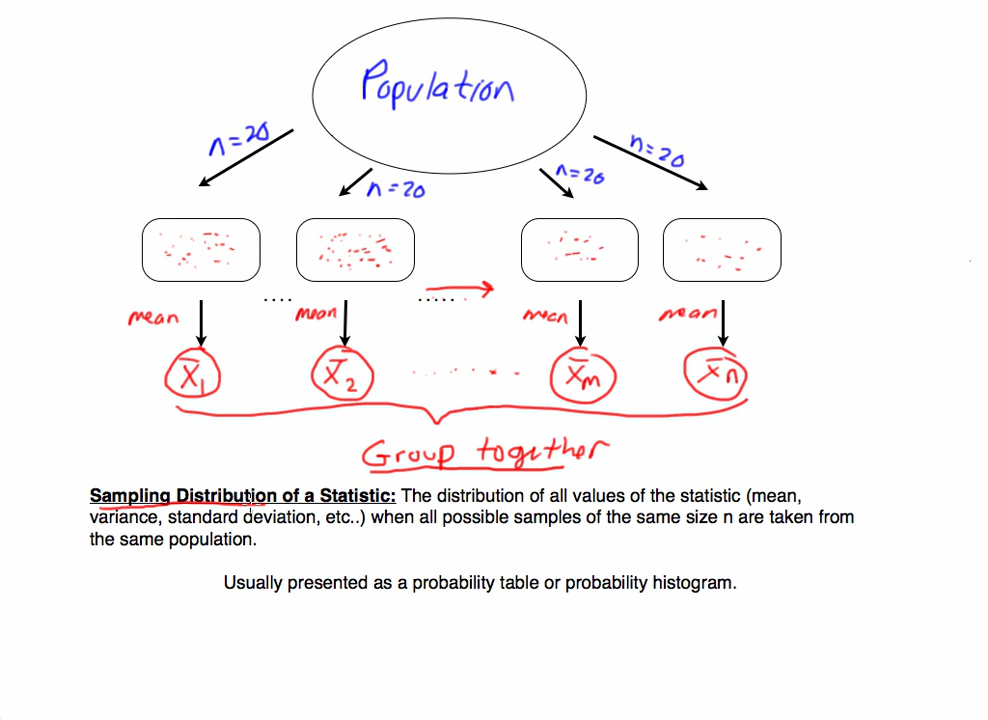 Population
n=20
n=20
n=20
n=20
mean
mean
mean
mean
X̄1
X̄2
X̄m
X̄n
Group together
Sampling Distribution of a Statistic: The distribution of all values of the statistic (mean,
variance, standard deviation, etc..) when all possible samples of the same size n are taken from
the same population.
Usually presented as a probability table or probability histogram.